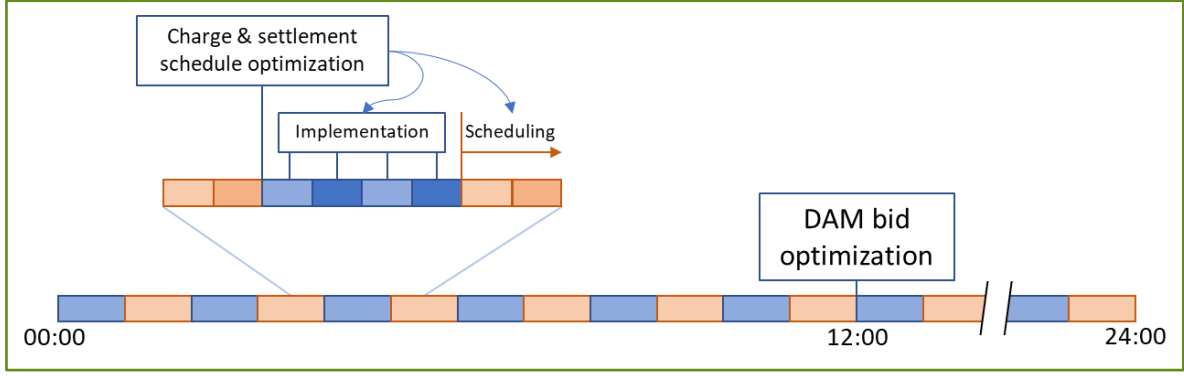 Charge & settlement
schedule optimization
Implementation
Scheduling
DAM bid
optimization
00:00
12:00
24:00